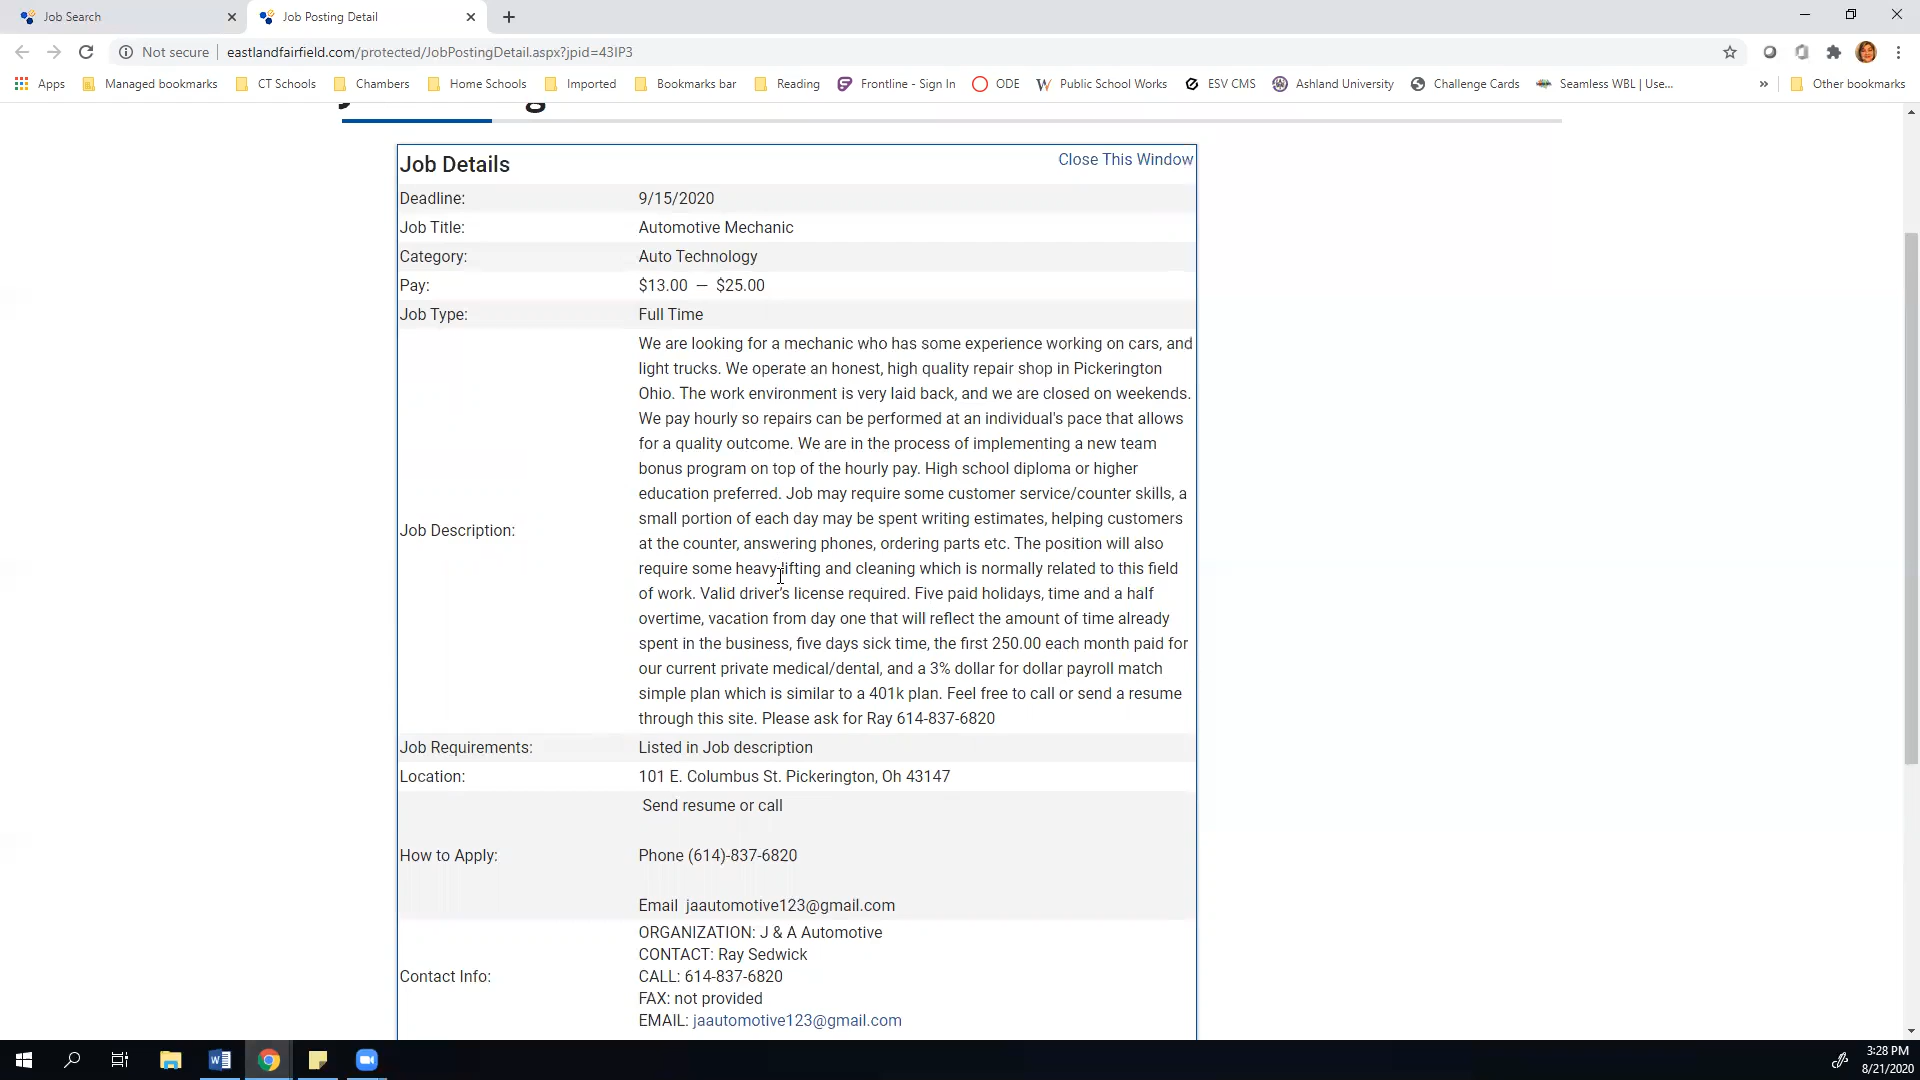 Job Search
Job Posting Detail
Not secure
eastlandfairfield.com/protected/JobPostingDetail.aspx?jpid=43IP3
Apps
Managed bookmarks
CT Schools
Chambers
Home Schools
Imported
Bookmarks bar
Reading
Frontline - Sign In
ODE
Public School Works
ESV CMS
Ashland University
Challenge Cards
Seamless WBL | Use...
»
Other bookmarks
Job Details
Close This Window
Deadline: 9/15/2020
Job Title: Automotive Mechanic
Category: Auto Technology
Pay: $13.00 — $25.00
Job Type: Full Time
Job Description:
We are looking for a mechanic who has some experience working on cars, and
light trucks. We operate an honest, high quality repair shop in Pickerington
Ohio. The work environment is very laid back, and we are closed on weekends.
We pay hourly so repairs can be performed at an individual's pace that allows
for a quality outcome. We are in the process of implementing a new team
bonus program on top of the hourly pay. High school diploma or higher
education preferred. Job may require some customer service/counter skills, a
small portion of each day may be spent writing estimates, helping customers
at the counter, answering phones, ordering parts etc. The position will also
require some heavy lifting and cleaning which is normally related to this field
of work. Valid driver’s license required. Five paid holidays, time and a half
overtime, vacation from day one that will reflect the amount of time already
spent in the business, five days sick time, the first 250.00 each month paid for
our current private medical/dental, and a 3% dollar for dollar payroll match
simple plan which is similar to a 401k plan. Feel free to call or send a resume
through this site. Please ask for Ray 614-837-6820
Job Requirements: Listed in Job description
Location: 101 E. Columbus St. Pickerington, Oh 43147
How to Apply:
Send resume or call
Phone (614)-837-6820
Email jaautomotive123@gmail.com
Contact Info:
ORGANIZATION: J & A Automotive
CONTACT: Ray Sedwick
CALL: 614-837-6820
FAX: not provided
EMAIL: jaautomotive123@gmail.com
3:28 PM
8/21/2020